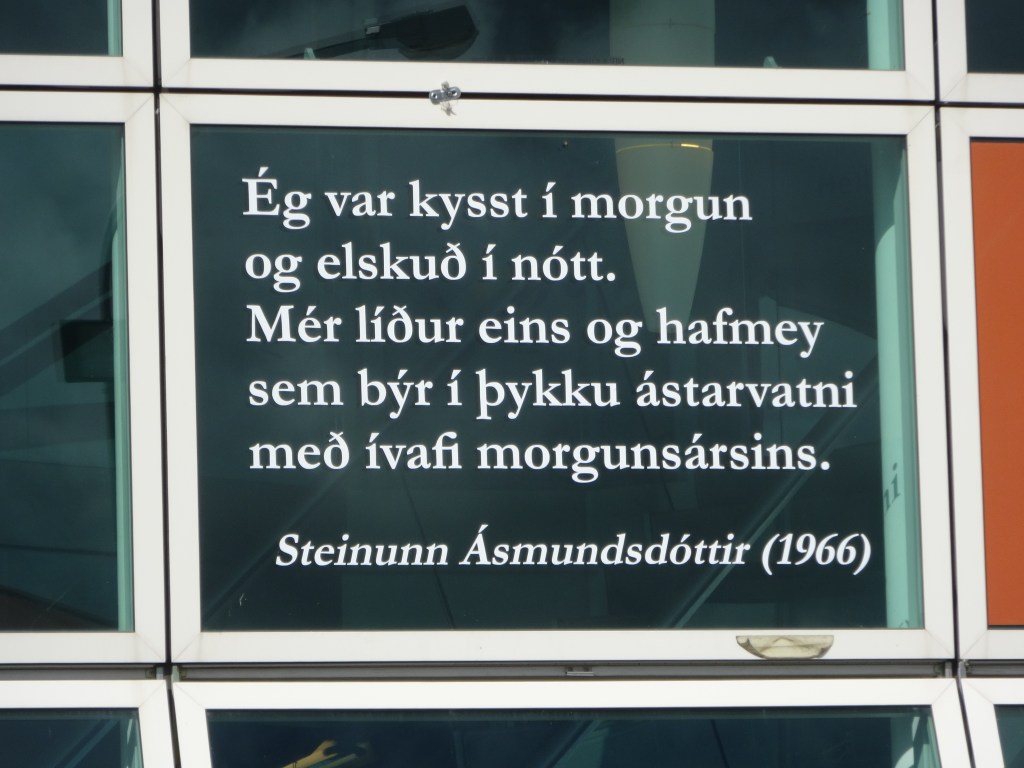 Ég var kysst í morgun
og elskuð í nótt.
Mér líður eins og hafmey
sem býr í þykku ástarvatni
með ívafi morgunsársins.
Steinunn Ásmundsdóttir (1966)